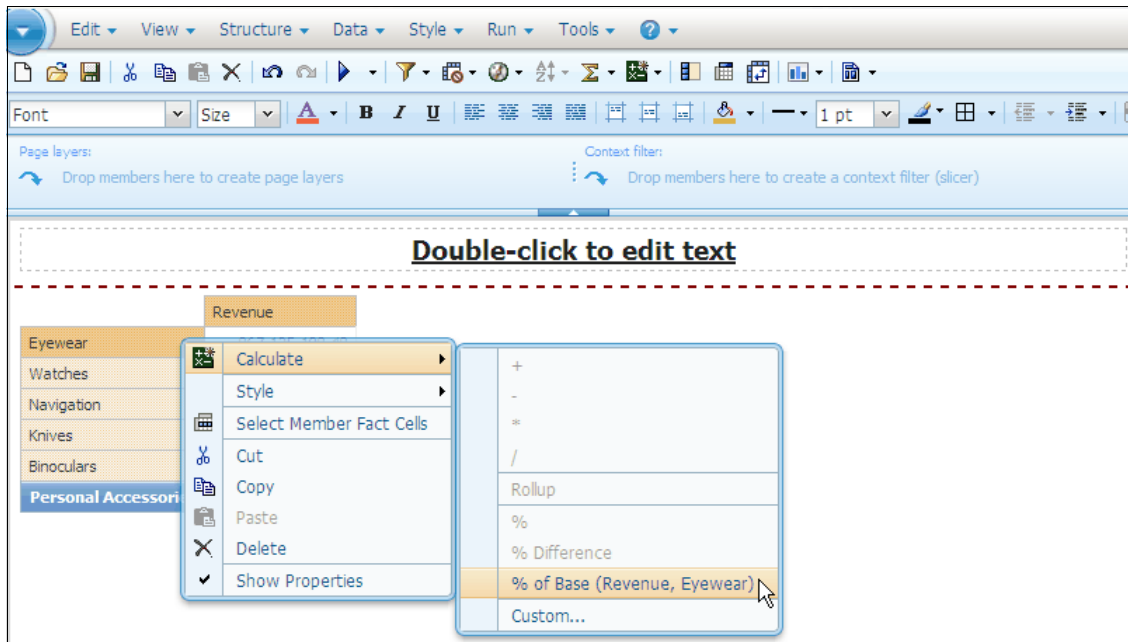 Edit View Structure Data Style Run Tools ?
Font Size A B I U 1 pt
Page layers: Context filter:
Drop members here to create page layers Drop members here to create a context filter (slicer)
Double-click to edit text
Revenue
Eyewear
Watches
Navigation
Knives
Binoculars
Personal Accessori
Calculate
Style
Select Member Fact Cells
Cut
Copy
Paste
Delete
Show Properties
+
-
*
/
Rollup
%
% Difference
% of Base (Revenue, Eyewear)
Custom...